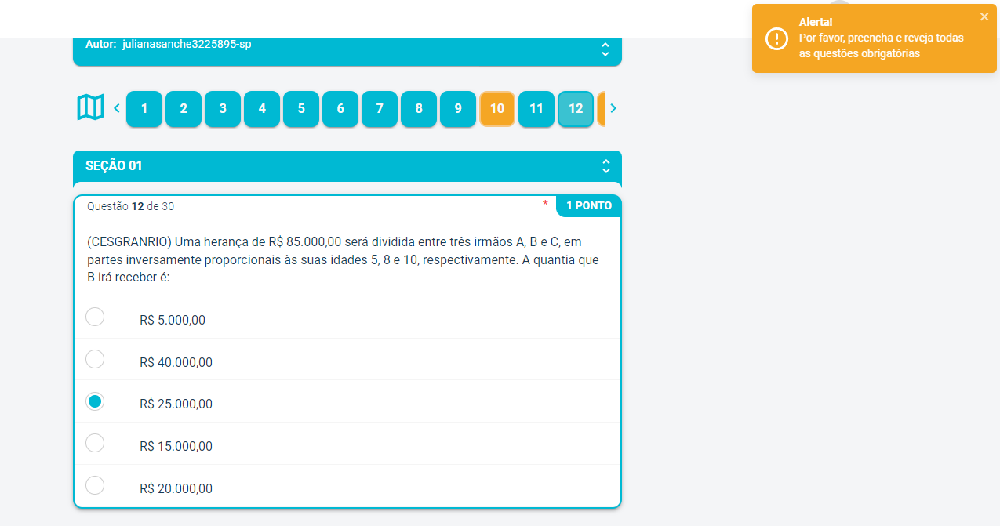 Alerta!
Por favor, preencha e reveja todas
as questões obrigatórias
Autor: julianasanche3225895-sp
1 2 3 4 5 6 7 8 9 10 11 12
SEÇÃO 01
Questão 12 de 30 * 1 PONTO
(CESGRANRIO) Uma herança de R$ 85.000,00 será dividida entre três irmãos A, B e C, em
partes inversamente proporcionais às suas idades 5, 8 e 10, respectivamente. A quantia que
B irá receber é:
R$ 5.000,00
R$ 40.000,00
R$ 25.000,00
R$ 15.000,00
R$ 20.000,00